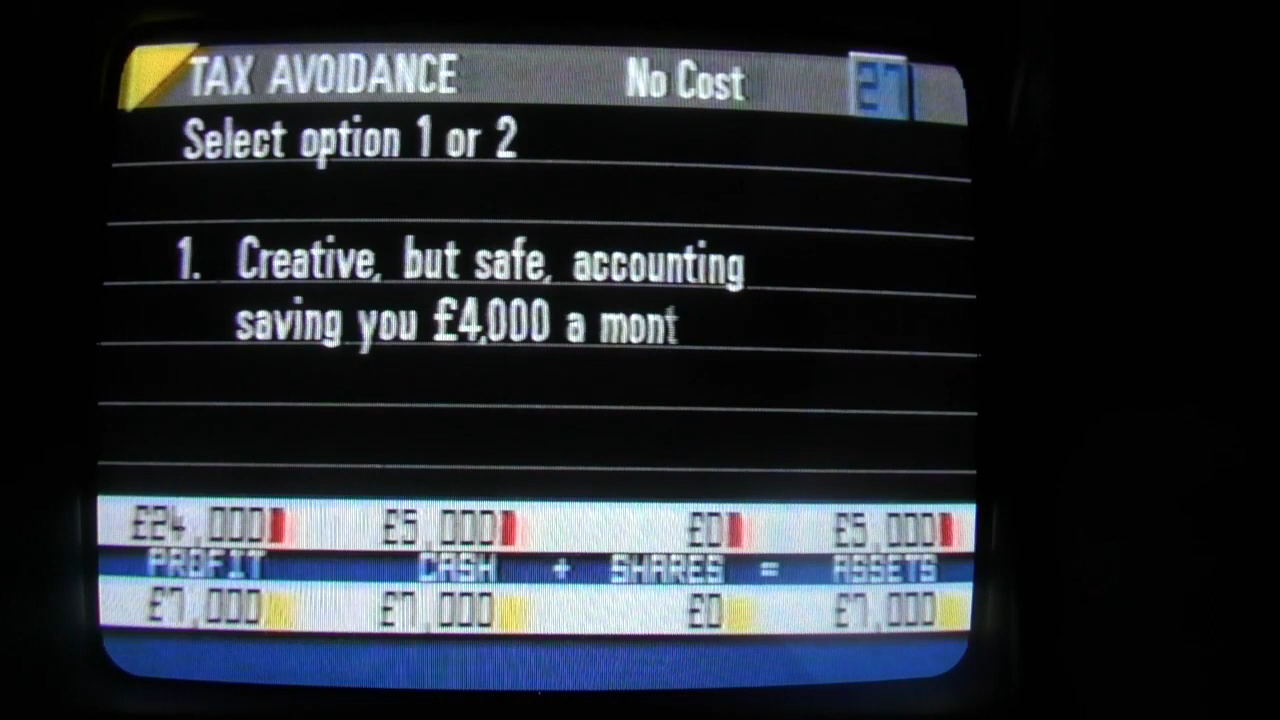 TAX AVOIDANCE No Cost 27
Select option 1 or 2
1. Creative, but safe, accounting
saving you £4,000 a mont
£24,000 £5,000 £0 £5,000
PROFIT CASH + SHARES = ASSETS
£7,000 £7,000 £0 £7,000